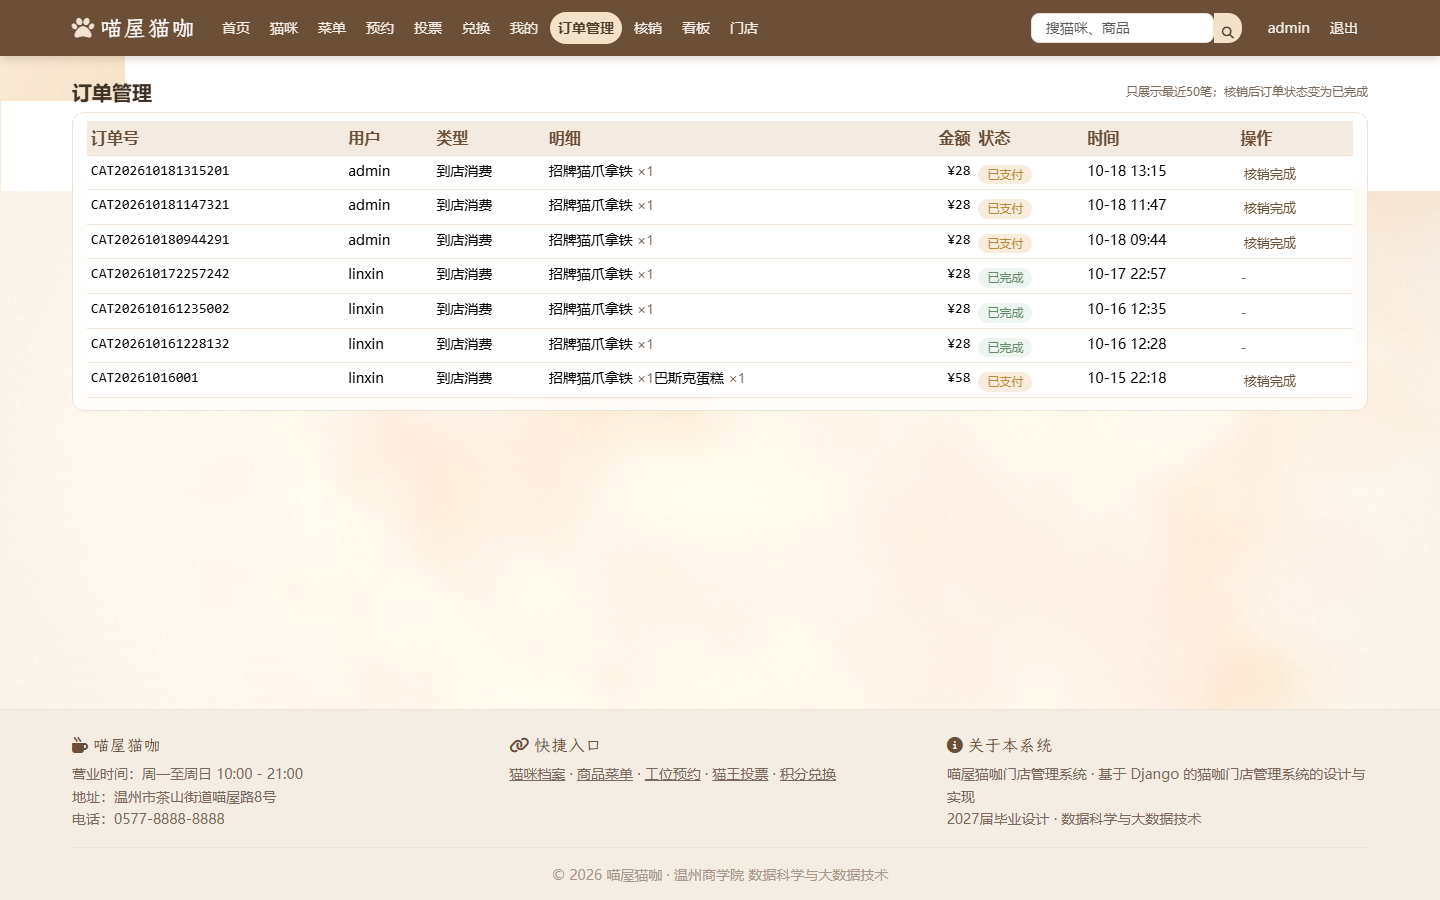 喵屋猫咖 首页 猫咪 菜单 预约 投票 兑换 我的 订单管理 核销 看板 门店 搜猫咪、商品 admin 退出
订单管理 只展示最近50笔；核销后订单状态变为已完成
订单号 用户 类型 明细 金额 状态 时间 操作
CAT202610181315201 admin 到店消费 招牌猫爪拿铁 ×1 ¥28 已支付 10-18 13:15 核销完成
CAT202610181147321 admin 到店消费 招牌猫爪拿铁 ×1 ¥28 已支付 10-18 11:47 核销完成
CAT202610180944291 admin 到店消费 招牌猫爪拿铁 ×1 ¥28 已支付 10-18 09:44 核销完成
CAT202610172257242 linxin 到店消费 招牌猫爪拿铁 ×1 ¥28 已完成 10-17 22:57 -
CAT202610161235002 linxin 到店消费 招牌猫爪拿铁 ×1 ¥28 已完成 10-16 12:35 -
CAT202610161228132 linxin 到店消费 招牌猫爪拿铁 ×1 ¥28 已完成 10-16 12:28 -
CAT20261016001 linxin 到店消费 招牌猫爪拿铁 ×1巴斯克蛋糕 ×1 ¥58 已支付 10-15 22:18 核销完成
喵屋猫咖
营业时间：周一至周日 10:00 - 21:00
地址：温州市茶山街道喵屋路8号
电话：0577-8888-8888
快捷入口
猫咪档案 · 商品菜单 · 工位预约 · 猫王投票 · 积分兑换
关于本系统
喵屋猫咖门店管理系统 · 基于 Django 的猫咖门店管理系统的设计与
实现
2027届毕业设计 · 数据科学与大数据技术
© 2026 喵屋猫咖 · 温州商学院 数据科学与大数据技术